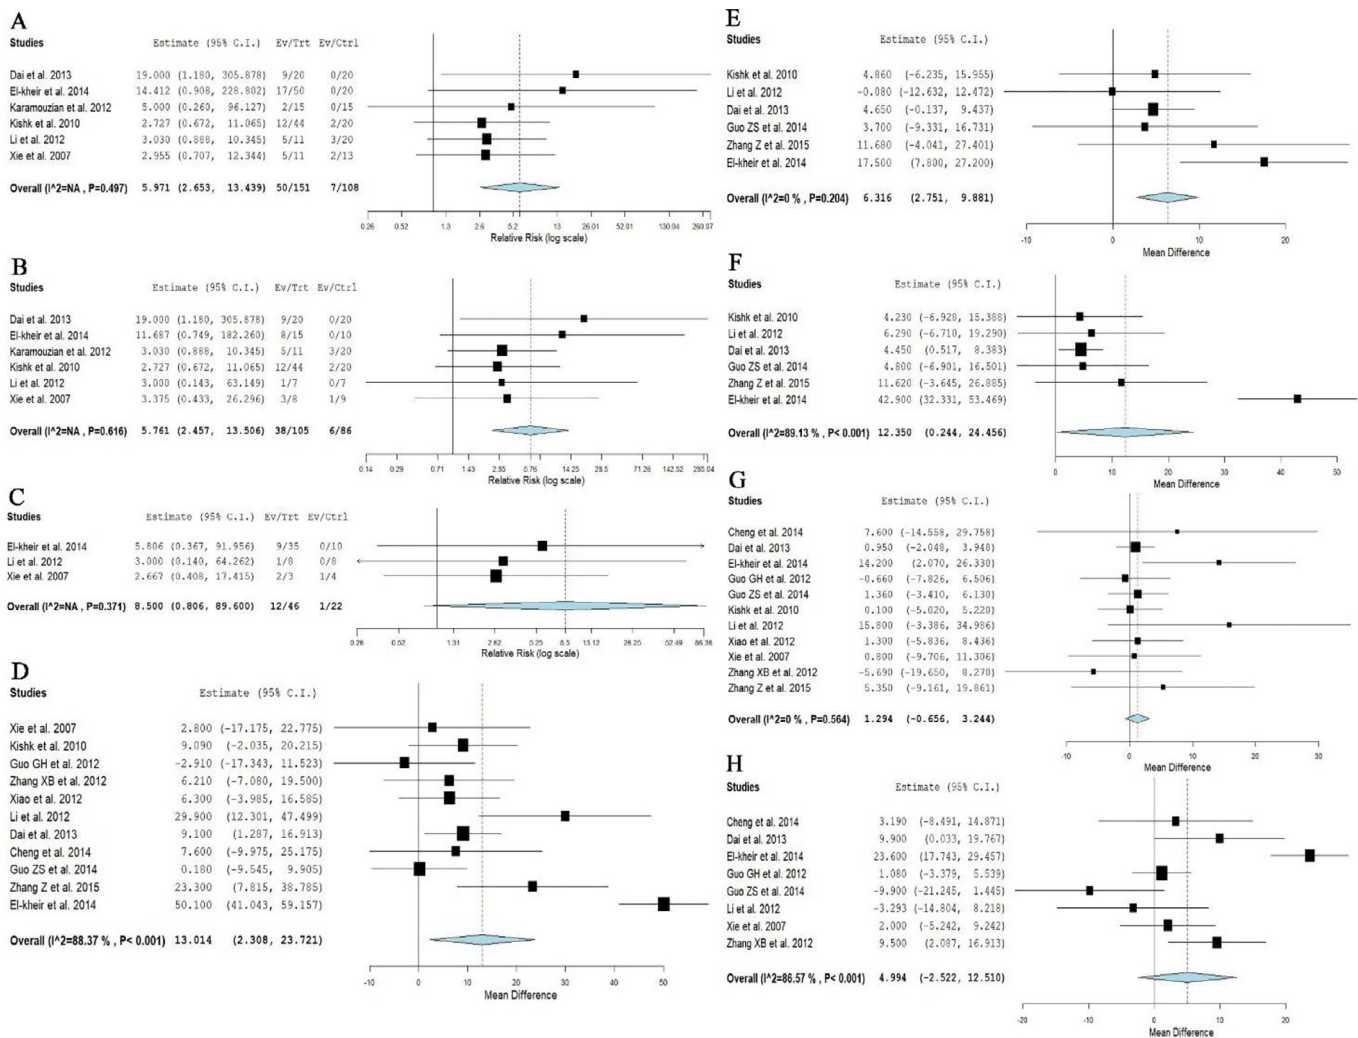 A
Studies Estimate (95% C.I.) Ev/Trt Ev/Ctrl
Dai et al. 2013 19.000 (1.180, 305.878) 9/20 0/20
El-kheir et al. 2014 14.412 (0.908, 228.802) 17/50 0/20
Karamouzian et al. 2012 5.000 (0.260, 96.127) 2/15 0/15
Kishk et al. 2010 2.727 (0.672, 11.065) 12/44 2/20
Li et al. 2012 3.030 (0.888, 10.345) 5/11 3/20
Xie et al. 2007 2.955 (0.707, 12.344) 5/11 2/13
Overall (I^2=NA , P=0.497) 5.971 (2.653, 13.439) 50/151 7/108
0.26 0.52 1.3 2.6 5.2 13 26.01 52.01 130.04 260.07
Relative Risk (log scale)
B
Studies Estimate (95% C.I.) Ev/Trt Ev/Ctrl
Dai et al. 2013 19.000 (1.180, 305.878) 9/20 0/20
El-kheir et al. 2014 11.687 (0.749, 182.260) 8/15 0/10
Karamouzian et al. 2012 3.030 (0.888, 10.345) 5/11 3/20
Kishk et al. 2010 2.727 (0.672, 11.065) 12/44 2/20
Li et al. 2012 3.000 (0.143, 63.149) 1/7 0/7
Xie et al. 2007 3.375 (0.433, 26.296) 3/8 1/9
Overall (I^2=NA , P=0.616) 5.761 (2.457, 13.506) 38/105 6/86
0.14 0.29 0.71 1.43 2.85 5.76 14.25 28.5 71.26 142.52 285.04
Relative Risk (log scale)
C
Studies Estimate (95% C.I.) Ev/Trt Ev/Ctrl
El-kheir et al. 2014 5.806 (0.367, 91.956) 9/35 0/10
Li et al. 2012 3.000 (0.140, 64.262) 1/8 0/8
Xie et al. 2007 2.667 (0.408, 17.415) 2/3 1/4
Overall (I^2=NA , P=0.371) 8.500 (0.806, 89.600) 12/46 1/22
0.26 0.52 1.31 2.62 5.25 8.5 13.12 26.25 52.49 86.36
Relative Risk (log scale)
D
Studies Estimate (95% C.I.)
Xie et al. 2007 2.800 (-17.175, 22.775)
Kishk et al. 2010 9.090 (-2.035, 20.215)
Guo GH et al. 2012 -2.910 (-17.343, 11.523)
Zhang XB et al. 2012 6.210 (-7.080, 19.500)
Xiao et al. 2012 6.300 (-3.985, 16.585)
Li et al. 2012 29.900 (12.301, 47.499)
Dai et al. 2013 9.100 (1.287, 16.913)
Cheng et al. 2014 7.600 (-9.975, 25.175)
Guo ZS et al. 2014 0.180 (-9.545, 9.905)
Zhang Z et al. 2015 23.300 (7.815, 38.785)
El-kheir et al. 2014 50.100 (41.043, 59.157)
Overall (I^2=88.37 % , P< 0.001) 13.014 (2.308, 23.721)
-10 0 10 20 30 40 50
Mean Difference
E
Studies Estimate (95% C.I.)
Kishk et al. 2010 4.860 (-6.235, 15.955)
Li et al. 2012 -0.080 (-12.632, 12.472)
Dai et al. 2013 4.650 (-0.137, 9.437)
Guo ZS et al. 2014 3.700 (-9.331, 16.731)
Zhang Z et al. 2015 11.680 (-4.041, 27.401)
El-kheir et al. 2014 17.500 (7.800, 27.200)
Overall (I^2=0 % , P=0.204) 6.316 (2.751, 9.881)
-10 0 10 20
Mean Difference
F
Studies Estimate (95% C.I.)
Kishk et al. 2010 4.230 (-6.928, 15.388)
Li et al. 2012 6.290 (-6.710, 19.290)
Dai et al. 2013 4.450 (0.517, 8.383)
Guo ZS et al. 2014 4.800 (-6.901, 16.501)
Zhang Z et al. 2015 11.620 (-3.645, 26.885)
El-kheir et al. 2014 42.900 (32.331, 53.469)
Overall (I^2=89.13 % , P< 0.001) 12.350 (0.244, 24.456)
0 10 20 30 40 50
Mean Difference
G
Studies Estimate (95% C.I.)
Cheng et al. 2014 7.600 (-14.558, 29.758)
Dai et al. 2013 0.950 (-2.048, 3.948)
El-kheir et al. 2014 14.200 (2.070, 26.330)
Guo GH et al. 2012 -0.660 (-7.826, 6.506)
Guo ZS et al. 2014 1.360 (-3.410, 6.130)
Kishk et al. 2010 0.100 (-5.020, 5.220)
Li et al. 2012 15.800 (-3.386, 34.986)
Xiao et al. 2012 1.300 (-5.836, 8.436)
Xie et al. 2007 0.800 (-9.706, 11.306)
Zhang XB et al. 2012 -5.690 (-19.650, 8.270)
Zhang Z et al. 2015 5.350 (-9.161, 19.861)
Overall (I^2=0 % , P=0.564) 1.294 (-0.656, 3.244)
-10 0 10 20 30
Mean Difference
H
Studies Estimate (95% C.I.)
Cheng et al. 2014 3.190 (-8.491, 14.871)
Dai et al. 2013 9.900 (0.033, 19.767)
El-kheir et al. 2014 23.600 (17.743, 29.457)
Guo GH et al. 2012 1.080 (-3.379, 5.539)
Guo ZS et al. 2014 -9.900 (-21.245, 1.445)
Li et al. 2012 -3.293 (-14.804, 8.218)
Xie et al. 2007 2.000 (-5.242, 9.242)
Zhang XB et al. 2012 9.500 (2.087, 16.913)
Overall (I^2=86.57 % , P< 0.001) 4.994 (-2.522, 12.510)
-20 -10 0 10 20
Mean Difference